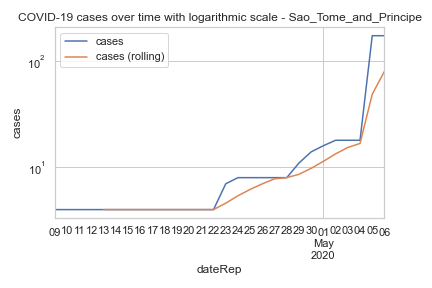 COVID-19 cases over time with logarithmic scale - Sao_Tome_and_Principe
cases
cases (rolling)
10²
10¹
cases
09 10 11 12 13 14 15 16 17 18 19 20 21 22 23 24 25 26 27 28 29 30 01 02 03 04 05 06
May
2020
dateRep